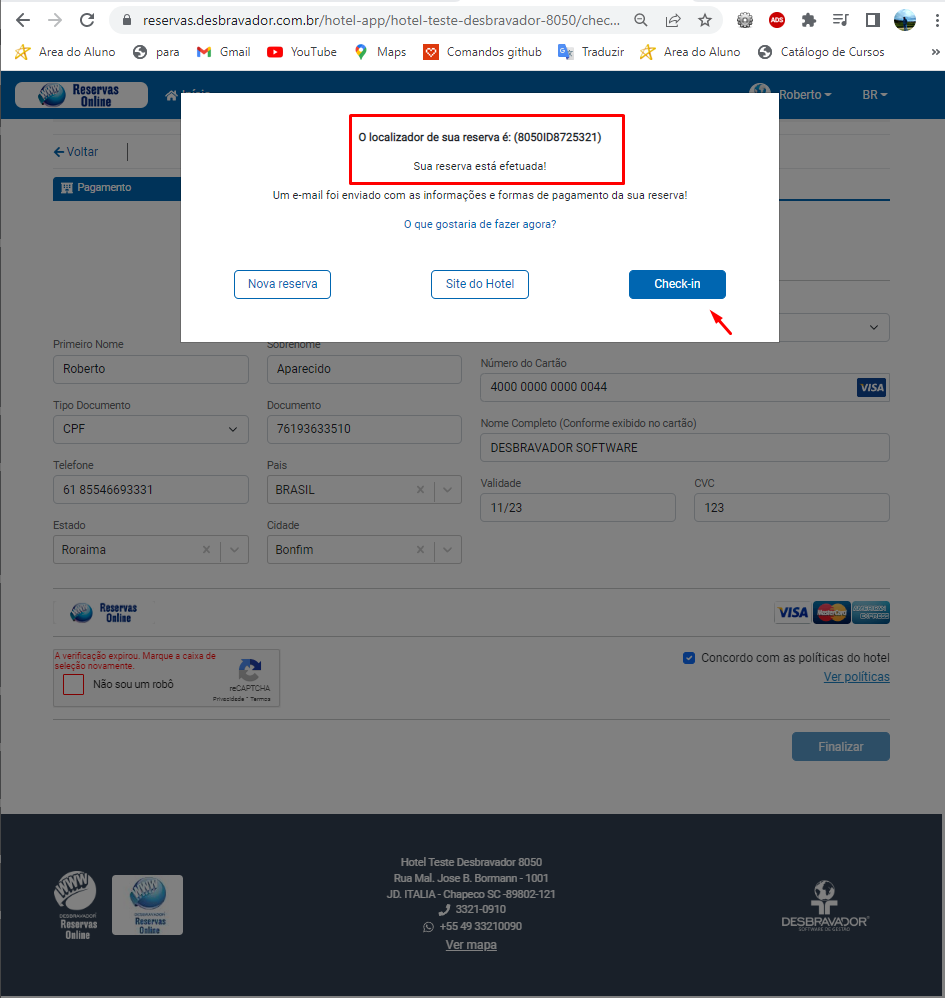 reservas.desbravador.com.br/hotel-app/hotel-teste-desbravador-8050/chec...
ADS
Area do Aluno
para
Gmail
YouTube
Maps
Comandos github
Traduzir
Area do Aluno
Catálogo de Cursos
»
Reservas
Online
Início
Roberto
BR
Voltar
Pagamento
O localizador de sua reserva é: (8050ID8725321)
Sua reserva está efetuada!
Um e-mail foi enviado com as informações e formas de pagamento da sua reserva!
O que gostaria de fazer agora?
Nova reserva
Site do Hotel
Check-in
Primeiro Nome
Sobrenome
Roberto
Aparecido
Número do Cartão
4000 0000 0000 0044
VISA
Tipo Documento
Documento
CPF
76193633510
Nome Completo (Conforme exibido no cartão)
DESBRAVADOR SOFTWARE
Telefone
Pais
61 85546693331
BRASIL
Validade
CVC
11/23
123
Estado
Cidade
Roraima
Bonfim
Reservas
Online
VISA
MasterCard
AMERICAN
EXPRESS
A verificação expirou. Marque a caixa de
seleção novamente.
Não sou um robô
reCAPTCHA
Privacidade - Termos
Concordo com as políticas do hotel
Ver políticas
Finalizar
Hotel Teste Desbravador 8050
Rua Mal. Jose B. Bormann - 1001
JD. ITALIA - Chapeco SC -89802-121
3321-0910
+55 49 33210090
Ver mapa
WWW
DESBRAVADOR
Reservas
Online
WWW
DESBRAVADOR
Reservas
Online
DESBRAVADOR
SOFTWARE DE GESTÃO